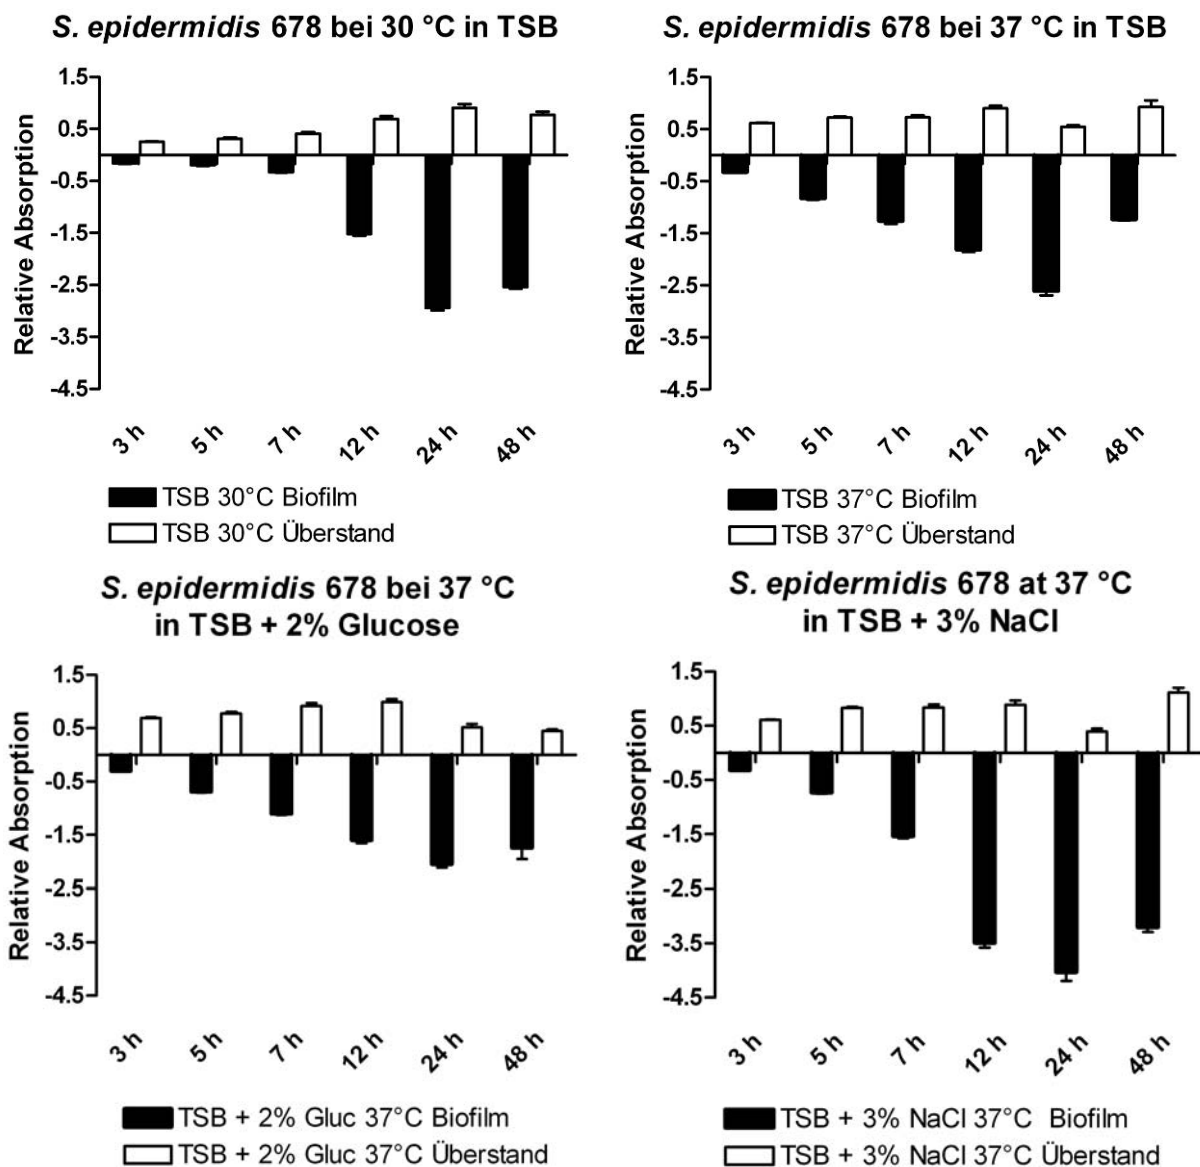 S. epidermidis 678 bei 30 °C in TSB
Relative Absorption
1.5
0.5
-0.5
-1.5
-2.5
-3.5
-4.5
3 h
5 h
7 h
12 h
24 h
48 h
TSB 30°C Biofilm
TSB 30°C Überstand
S. epidermidis 678 bei 37 °C in TSB
Relative Absorption
1.5
0.5
-0.5
-1.5
-2.5
-3.5
-4.5
3 h
5 h
7 h
12 h
24 h
48 h
TSB 37°C Biofilm
TSB 37°C Überstand
S. epidermidis 678 bei 37 °C
in TSB + 2% Glucose
Relative Absorption
1.5
0.5
-0.5
-1.5
-2.5
-3.5
-4.5
3 h
5 h
7 h
12 h
24 h
48 h
TSB + 2% Gluc 37°C Biofilm
TSB + 2% Gluc 37°C Überstand
S. epidermidis 678 at 37 °C
in TSB + 3% NaCl
Relative Absorption
1.5
0.5
-0.5
-1.5
-2.5
-3.5
-4.5
3 h
5 h
7 h
12 h
24 h
48 h
TSB + 3% NaCl 37°C Biofilm
TSB + 3% NaCl 37°C Überstand